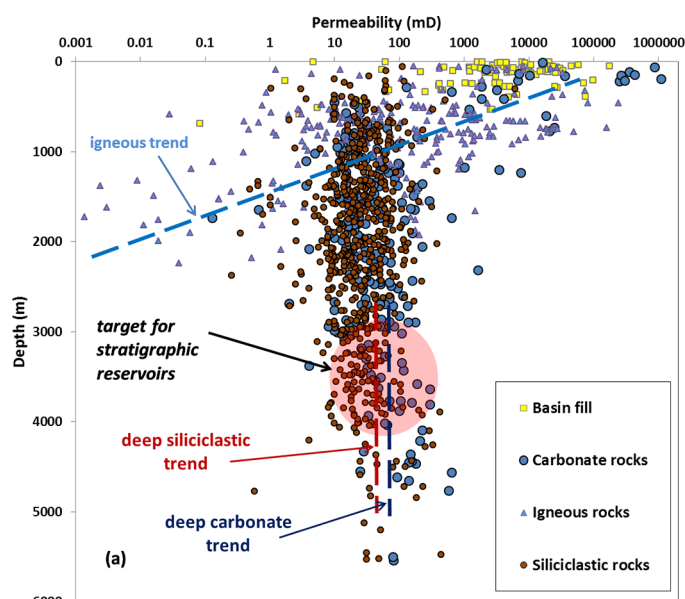 Permeability (mD)
0.001 0.01 0.1 1 10 100 1000 10000 100000 1000000
0
1000
2000
3000
4000
5000
6000
Depth (m)
igneous trend
target for
stratigraphic
reservoirs
deep siliciclastic
trend
deep carbonate
trend
(a)
Basin fill
Carbonate rocks
Igneous rocks
Siliciclastic rocks